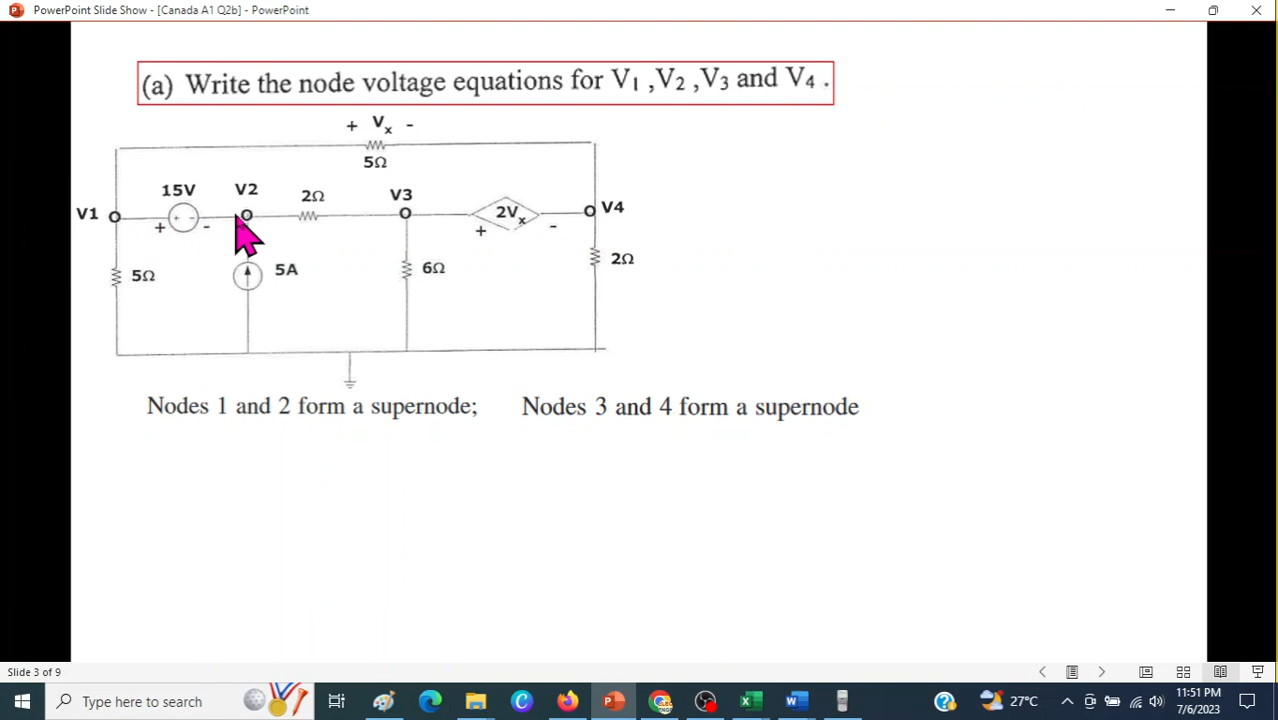 PowerPoint Slide Show - [Canada A1 Q2b] - PowerPoint
(a) Write the node voltage equations for V1 ,V2 ,V3 and V4 .
+ Vx -
5Ω
15V V2 2Ω V3
V1 2Vx V4
+ - + -
5Ω 5A 6Ω 2Ω
Nodes 1 and 2 form a supernode; Nodes 3 and 4 form a supernode
Slide 3 of 9
Type here to search
27°C
11:51 PM
7/6/2023